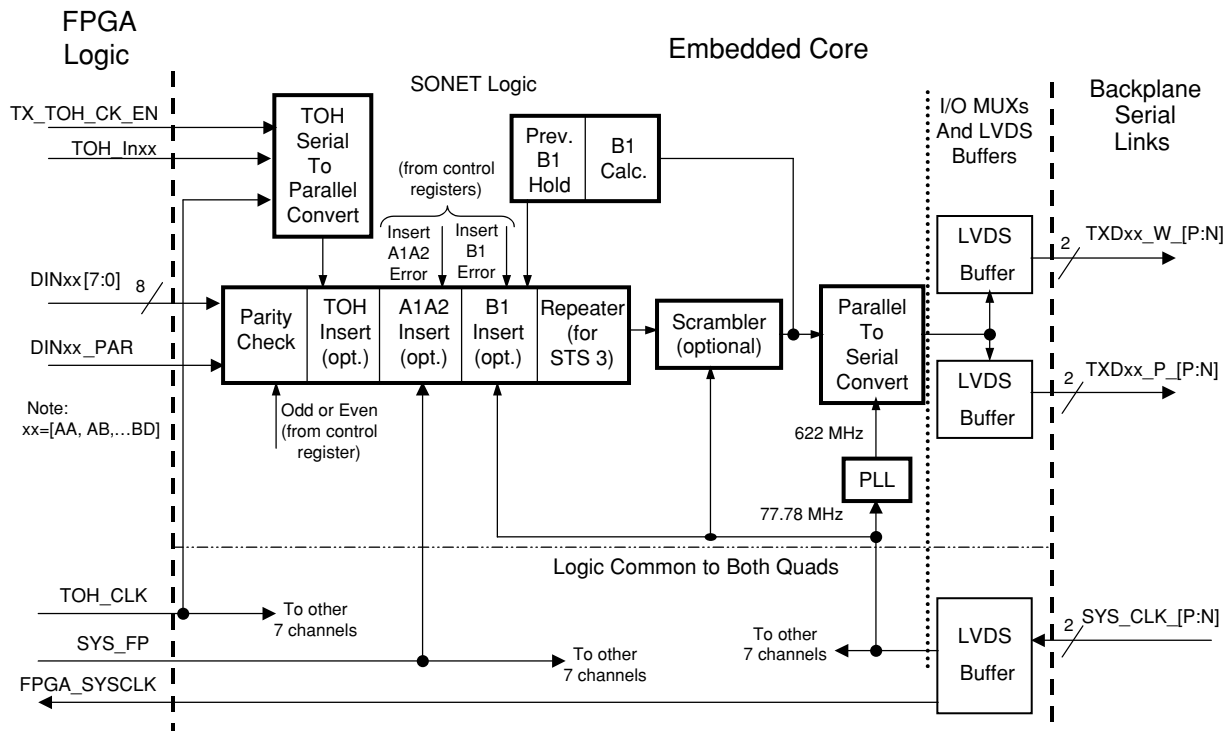 FPGA
Logic
Embedded Core
SONET Logic
Backplane
Serial
Links
I/O MUXs
And LVDS
Buffers
TX_TOH_CK_EN
TOH_Inxx
TOH
Serial
To
Parallel
Convert
(from control
registers)
Insert
A1A2
Error
Insert
B1
Error
Prev.
B1
Hold
B1
Calc.
LVDS
Buffer
2
TXDxx_W_[P:N]
DINxx[7:0]
8
DINxx_PAR
Parity
Check
TOH
Insert
(opt.)
A1A2
Insert
(opt.)
B1
Insert
(opt.)
Repeater
(for
STS 3)
Scrambler
(optional)
Parallel
To
Serial
Convert
LVDS
Buffer
2
TXDxx_P_[P:N]
Note:
xx=[AA, AB,...BD]
Odd or Even
(from control
register)
622 MHz
PLL
77.78 MHz
Logic Common to Both Quads
TOH_CLK
To other
7 channels
SYS_FP
To other
7 channels
To other
7 channels
LVDS
Buffer
2
SYS_CLK_[P:N]
FPGA_SYSCLK